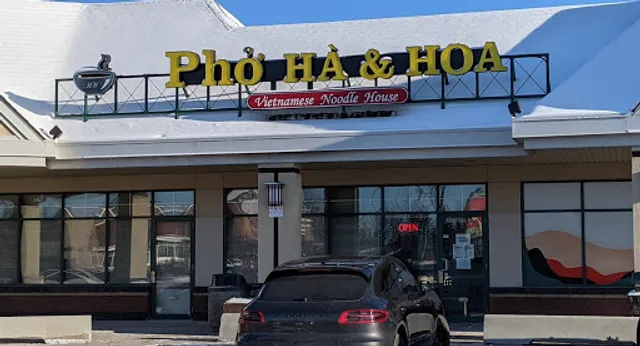 Phở HÀ & HOA
Vietnamese Noodle House
OPEN